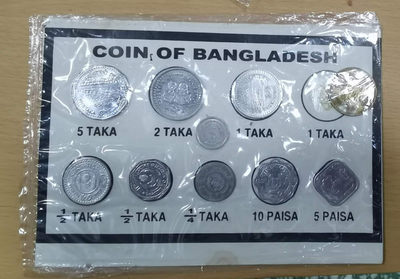 COIN OF BANGLADESH
5 TAKA 2 TAKA 1 TAKA 1 TAKA
1/2 TAKA 1/2 TAKA 1/4 TAKA 10 PAISA 5 PAISA